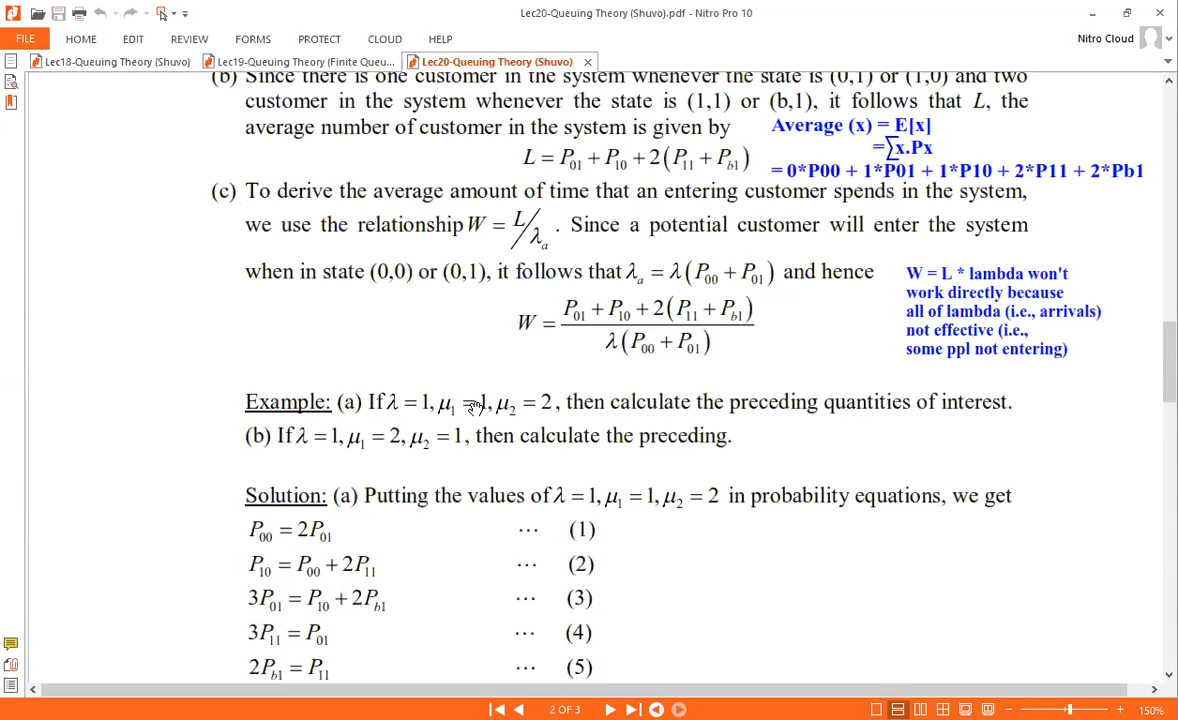 Lec20-Queuing Theory (Shuvo).pdf - Nitro Pro 10
FILE HOME EDIT REVIEW FORMS PROTECT CLOUD HELP Nitro Cloud
Lec18-Queuing Theory (Shuvo) Lec19-Queuing Theory (Finite Queu... Lec20-Queuing Theory (Shuvo)
(b) Since there is one customer in the system whenever the state is (0,1) or (1,0) and two
customer in the system whenever the state is (1,1) or (b,1), it follows that L, the
average number of customer in the system is given by
Average (x) = E[x]
=∑x.Px
= 0*P00 + 1*P01 + 1*P10 + 2*P11 + 2*Pb1
L = P01 + P10 + 2(P11 + Pb1)
(c) To derive the average amount of time that an entering customer spends in the system,
we use the relationship W = L/λa. Since a potential customer will enter the system
when in state (0,0) or (0,1), it follows that λa = λ(P00 + P01) and hence
W = P01 + P10 + 2(P11 + Pb1) / λ(P00 + P01)
W = L * lambda won't
work directly because
all of lambda (i.e., arrivals)
not effective (i.e.,
some ppl not entering)
Example: (a) If λ = 1, μ1 = 1, μ2 = 2, then calculate the preceding quantities of interest.
(b) If λ = 1, μ1 = 2, μ2 = 1, then calculate the preceding.
Solution: (a) Putting the values of λ = 1, μ1 = 1, μ2 = 2 in probability equations, we get
P00 = 2P01 ... (1)
P10 = P00 + 2P11 ... (2)
3P01 = P10 + 2Pb1 ... (3)
3P11 = P01 ... (4)
2Pb1 = P11 ... (5)
2 OF 3 150%